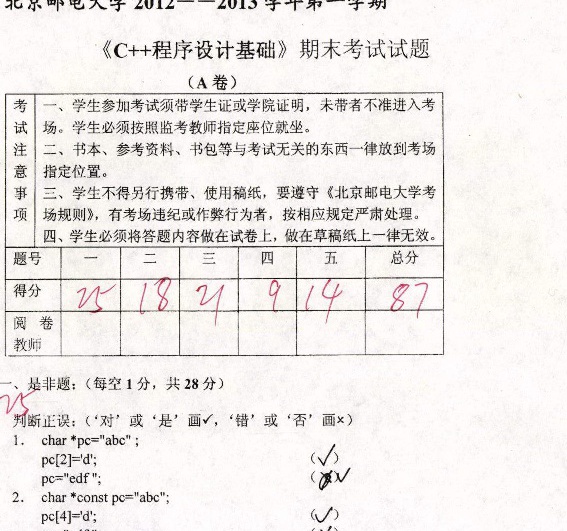 北京邮电大学 2012——2013 学年第一学期
《C++程序设计基础》期末考试试题
（A 卷）
考试注意事项
一、学生参加考试须带学生证或学院证明，未带者不准进入考
场。学生必须按照监考教师指定座位就坐。
二、书本、参考资料、书包等与考试无关的东西一律放到考场
指定位置。
三、学生不得另行携带、使用稿纸，要遵守《北京邮电大学考
场规则》，有考场违纪或作弊行为者，按相应规定严肃处理。
四、学生必须将答题内容做在试卷上，做在草稿纸上一律无效。
题号 一 二 三 四 五 总分
得分 25 18 21 9 14 87
阅 卷
教师
一、是非题；（每空 1 分，共 28 分）
25
判断正误：（‘对’或‘是’画✓，‘错’或‘否’画×）
1. char *pc="abc" ;
pc[2]='d'; (✓)
pc="edf "; (✓
2. char *const pc="abc";
pc[4]='d'; (✓)